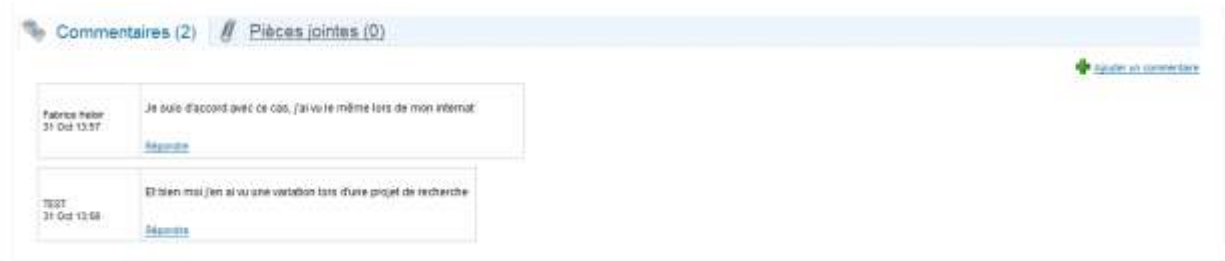 Commentaires (2) Pièces jointes (0)
Ajouter un commentaire
Je suis d'accord avec ce cas, j'ai vu le même lors de mon internat
Fabrice
31 Oct 13:57
Répondre
Et bien moi j'en ai vu une variation lors d'une projet de recherche
TEST
31 Oct 13:58
Répondre